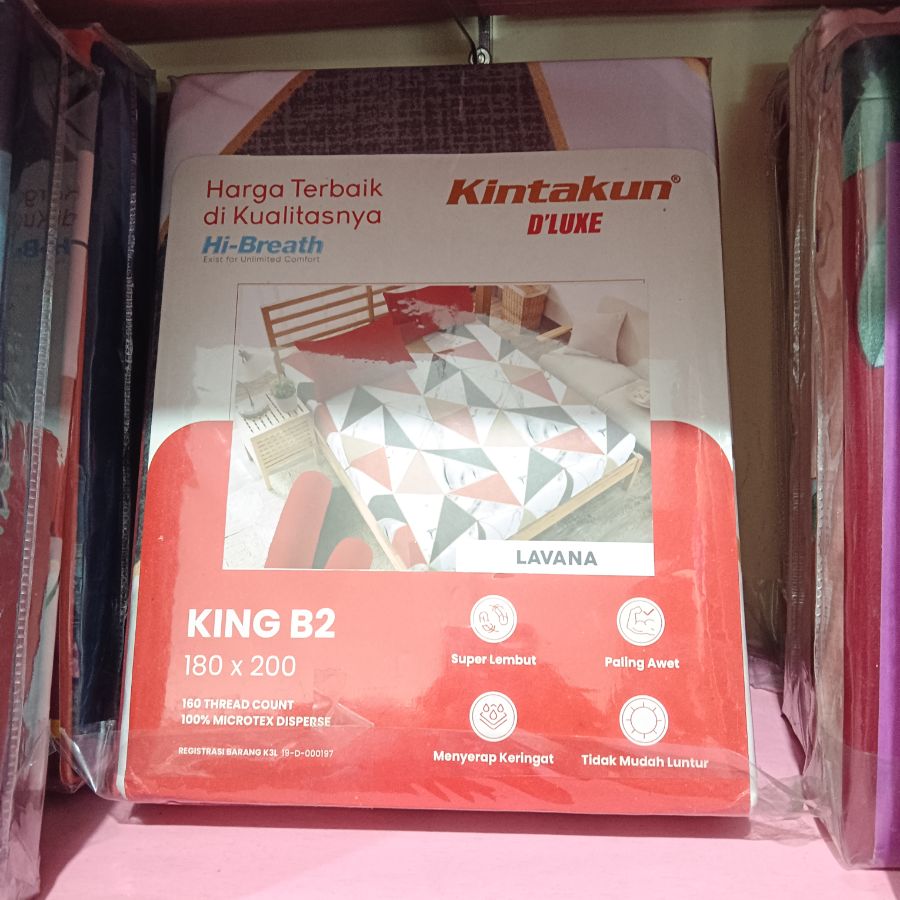 Harga Terbaik
di Kualitasnya
Hi-Breath
Exist for Unlimited Comfort
Kintakun®
D'LUXE
LAVANA
KING B2
180 x 200
160 THREAD COUNT
100% MICROTEX DISPERSE
REGISTRASI BARANG K3L 19-D-000197
Super Lembut
Paling Awet
Menyerap Keringat
Tidak Mudah Luntur